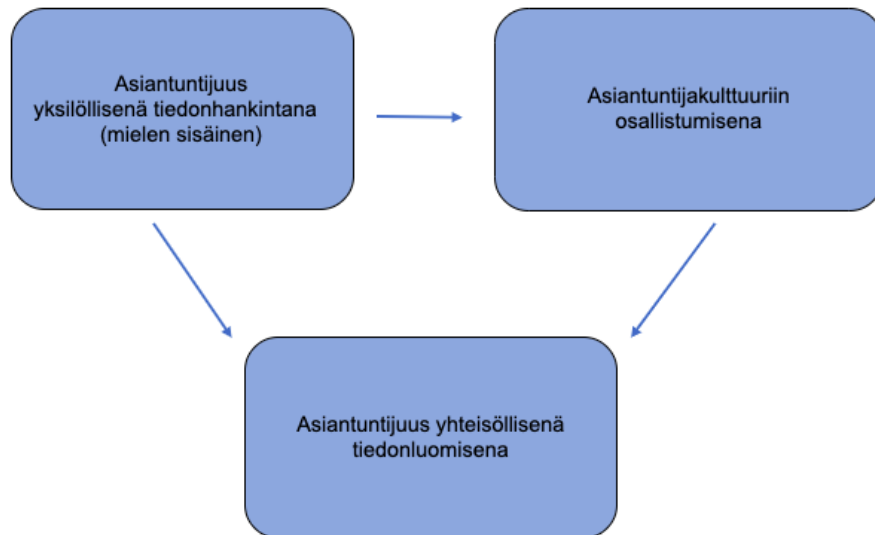 Asiantuntijuus
yksilöllisenä tiedonhankintana
(mielen sisäinen)
Asiantuntijakulttuuriin
osallistumisena
Asiantuntijuus yhteisöllisenä
tiedonluomisena